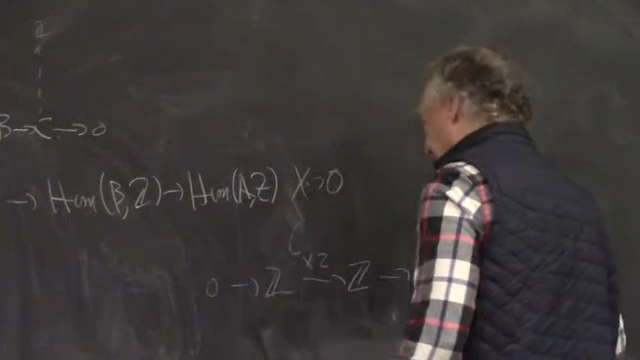 Z
B → C → 0
→ Hom(B,Z) → Hom(A,Z) X→ 0
0 → ℤ ×2→ ℤ →